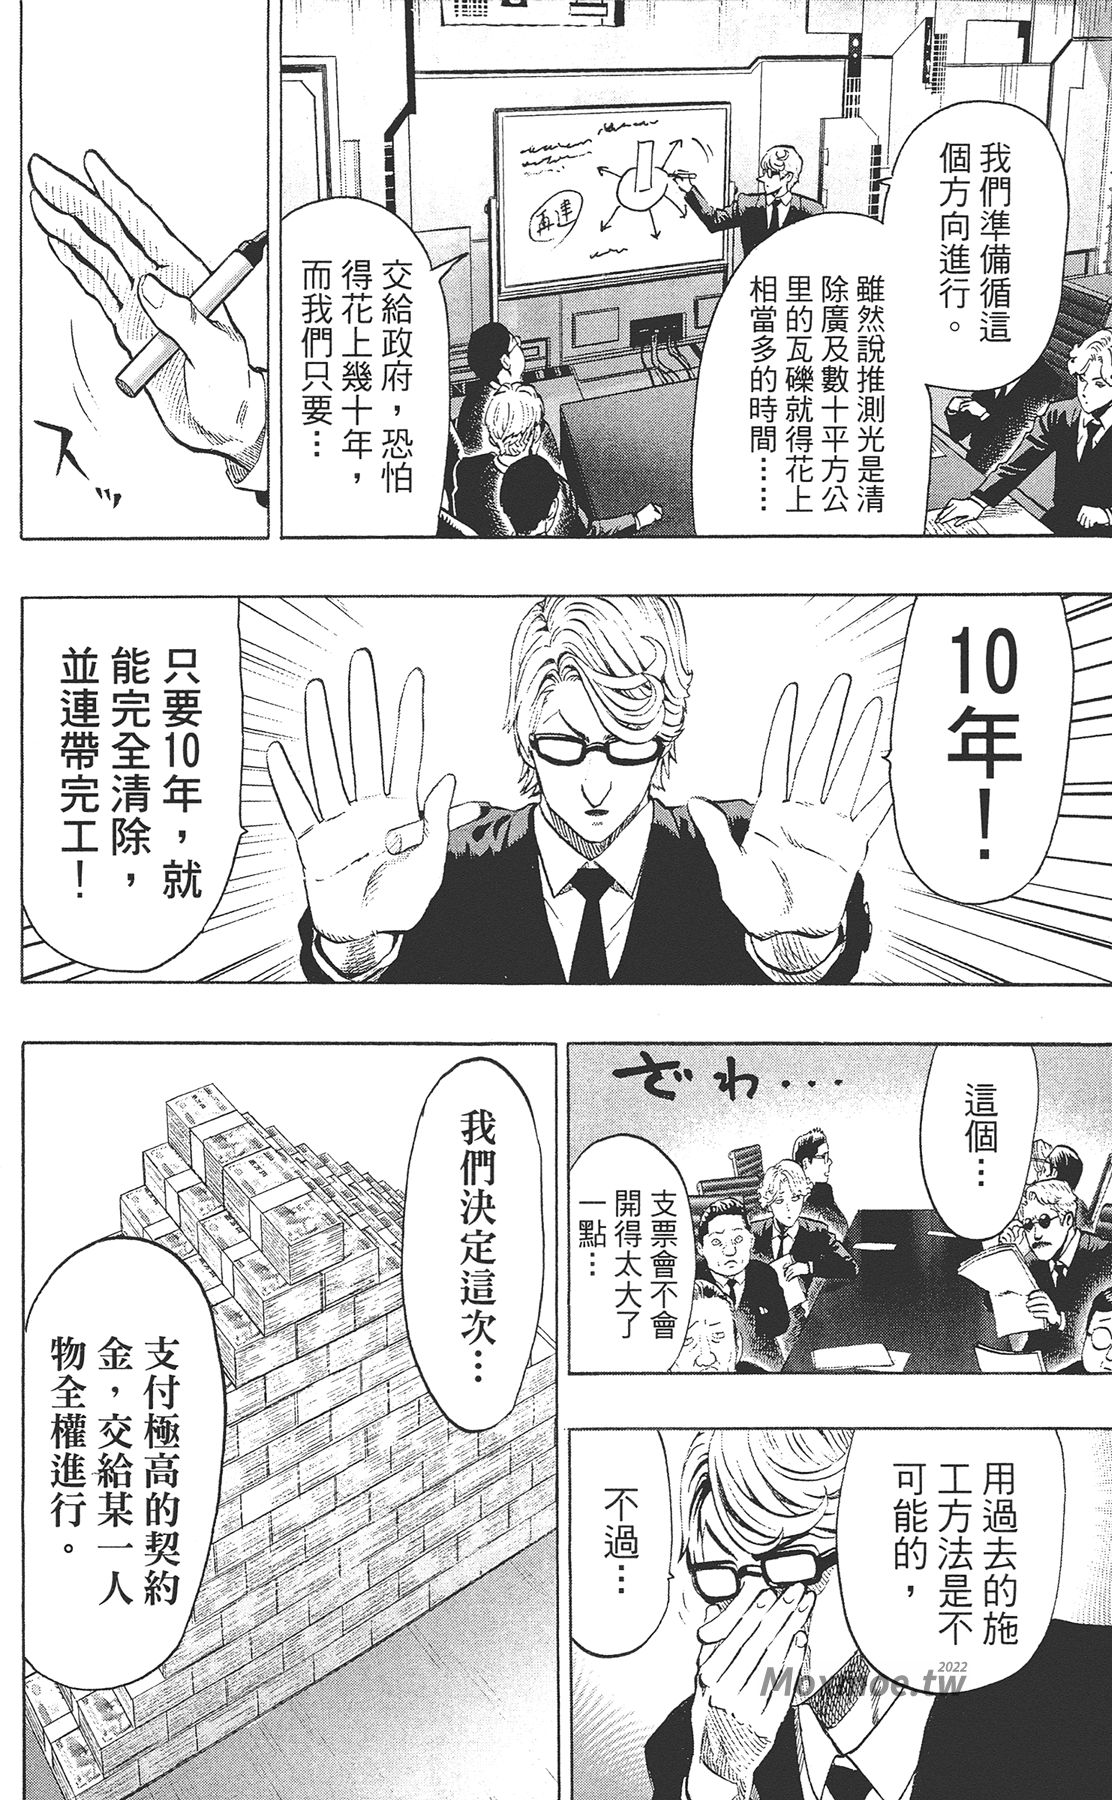 我們準備循這
個方向進行。
雖然說推測光是清
除廣及數十平方公
里的瓦礫就得花上
相當多的時間……
再建
交給政府，恐怕
得花上幾十年，
而我們只要…
スッ
10年！
只要10年，就
能完全清除，
並連帶完工！
ざわ…
這個…
支票會不會
開得太大了
一點…
用過去的施
工方法是不
可能的，
不過…
我們決定這次…
支付極高的契約
金，交給某一人
物全權進行。
2022
Moxmoe.tw